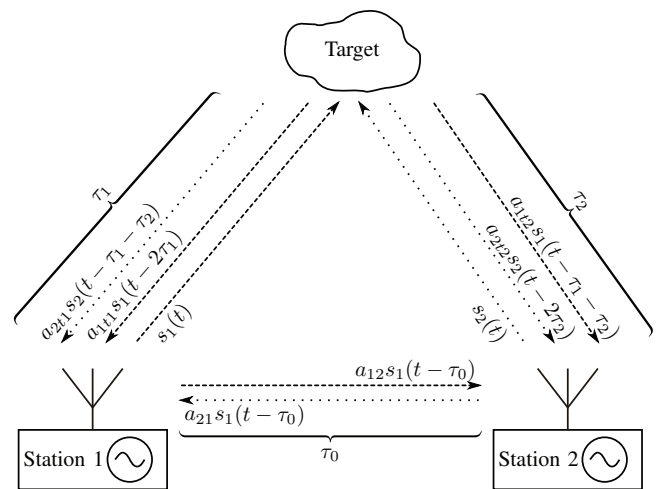 Target
τ₁
τ₂
a₂ₜ₁s₂(t − τ₁ − τ₂)
a₁ₜ₁s₁(t − 2τ₁)
s₁(t)
s₂(t)
a₂ₜ₂s₂(t − 2τ₂)
a₁ₜ₂s₁(t − τ₁ − τ₂)
a₁₂s₁(t − τ₀)
a₂₁s₁(t − τ₀)
τ₀
Station 1
Station 2